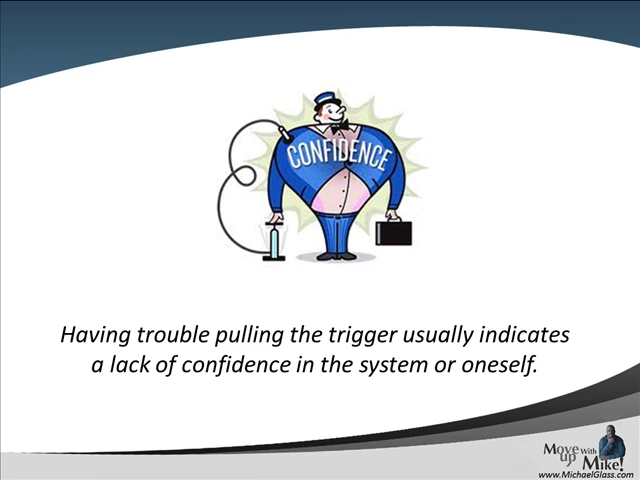 CONFIDENCE
Having trouble pulling the trigger usually indicates
a lack of confidence in the system or oneself.
Move up With Mike!
www.MichaelGlass.com